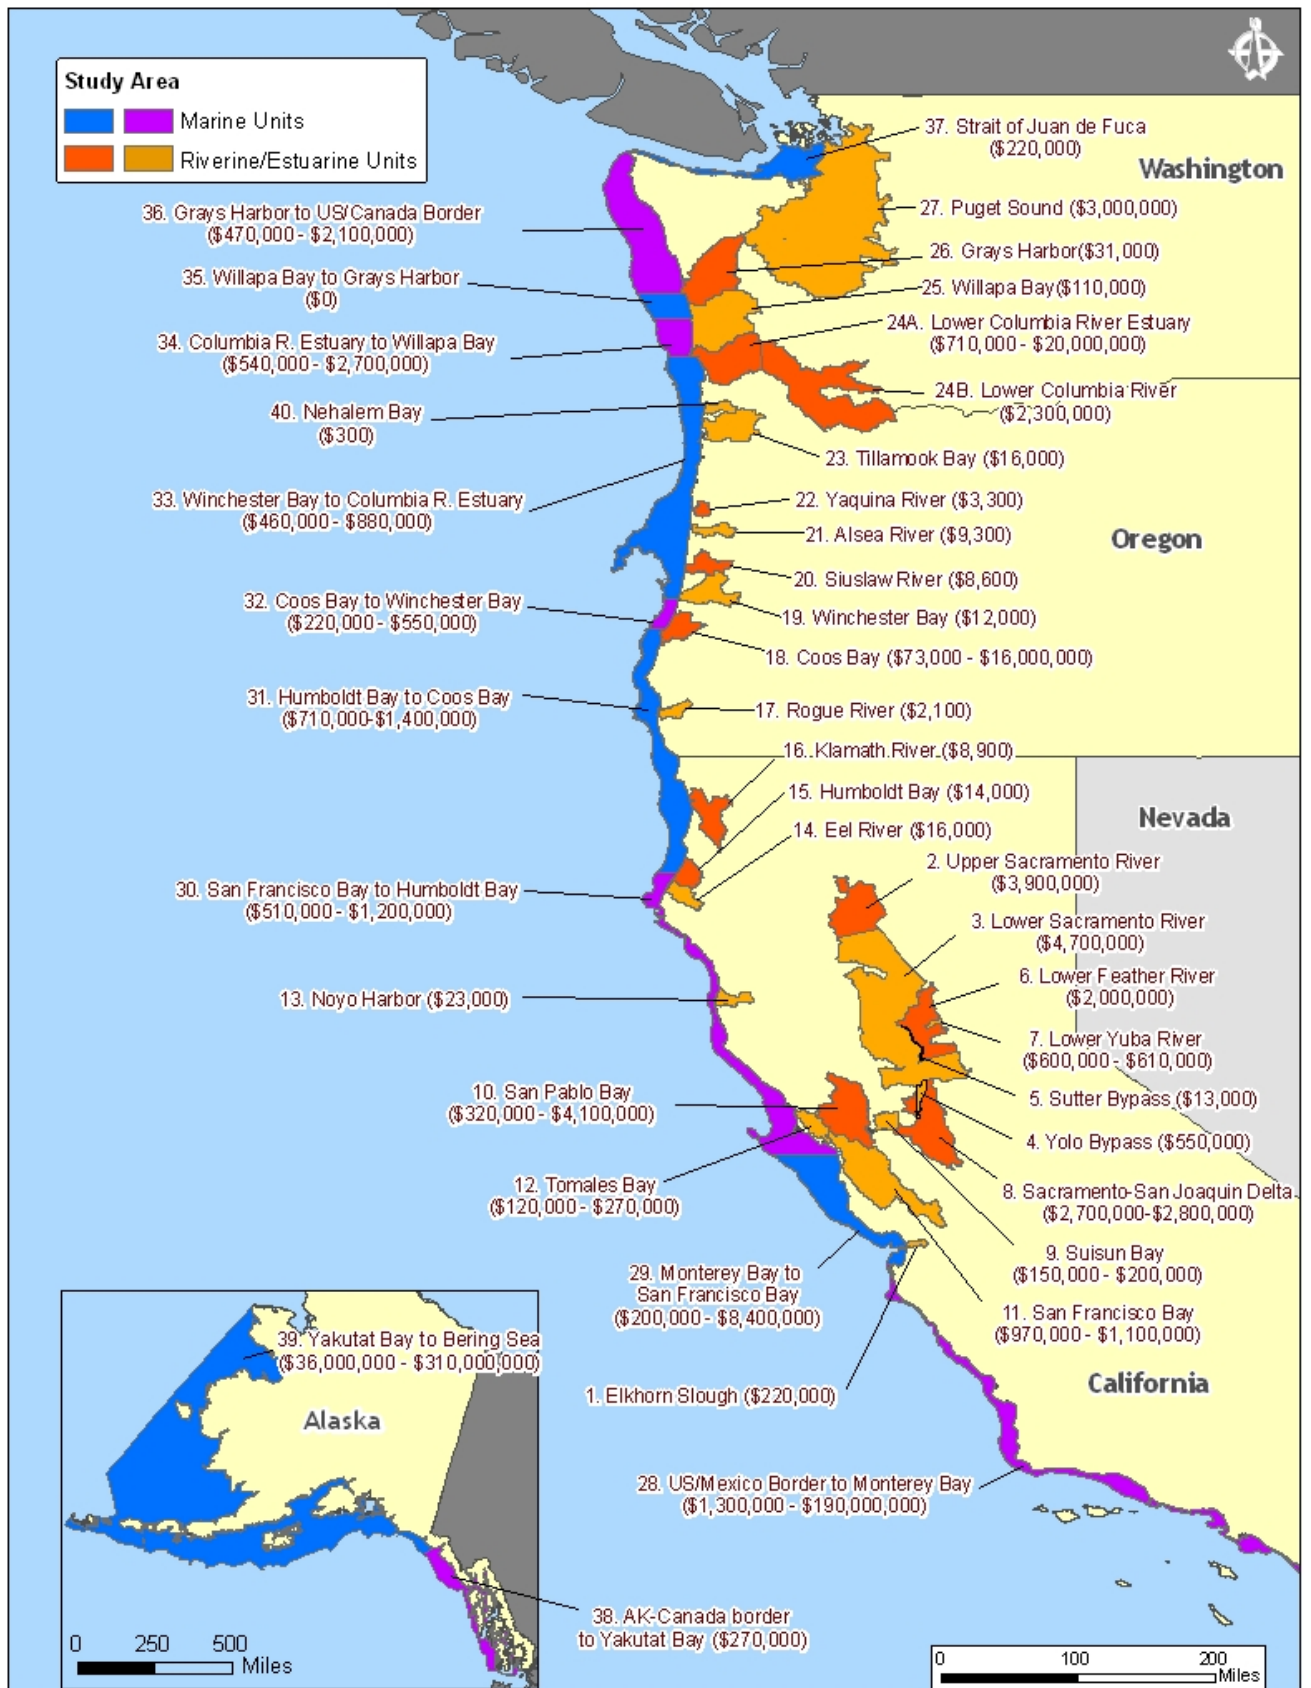 Study Area
Marine Units
Riverine/Estuarine Units
37. Strait of Juan de Fuca
($220,000)
Washington
27. Puget Sound ($3,000,000)
36. Grays Harbor to US/Canada Border
($470,000 - $2,100,000)
26. Grays Harbor($31,000)
35. Willapa Bay to Grays Harbor
($0)
25. Willapa Bay($110,000)
24A. Lower Columbia River Estuary
($710,000 - $20,000,000)
34. Columbia R. Estuary to Willapa Bay
($540,000 - $2,700,000)
24B. Lower Columbia River
($2,300,000)
40. Nehalem Bay
($300)
23. Tillamook Bay ($16,000)
33. Winchester Bay to Columbia R. Estuary
($460,000 - $880,000)
22. Yaquina River ($3,300)
21. Alsea River ($9,300)
Oregon
20. Siuslaw River ($8,600)
32. Coos Bay to Winchester Bay
($220,000 - $550,000)
19. Winchester Bay ($12,000)
18. Coos Bay ($73,000 - $16,000,000)
31. Humboldt Bay to Coos Bay
($710,000-$1,400,000)
17. Rogue River ($2,100)
16. Klamath River ($8,900)
15. Humboldt Bay ($14,000)
Nevada
14. Eel River ($16,000)
2. Upper Sacramento River
($3,900,000)
30. San Francisco Bay to Humboldt Bay
($510,000 - $1,200,000)
3. Lower Sacramento River
($4,700,000)
6. Lower Feather River
($2,000,000)
13. Noyo Harbor ($23,000)
7. Lower Yuba River
($600,000 - $610,000)
10. San Pablo Bay
($320,000 - $4,100,000)
5. Sutter Bypass ($13,000)
4. Yolo Bypass ($550,000)
12. Tomales Bay
($120,000 - $270,000)
8. Sacramento-San Joaquin Delta
($2,700,000-$2,800,000)
9. Suisun Bay
($150,000 - $200,000)
29. Monterey Bay to
San Francisco Bay
($200,000 - $8,400,000)
11. San Francisco Bay
($970,000 - $1,100,000)
39. Yakutat Bay to Bering Sea
($36,000,000 - $310,000,000)
1. Elkhorn Slough ($220,000)
California
Alaska
28. US/Mexico Border to Monterey Bay
($1,300,000 - $190,000,000)
38. AK-Canada border
to Yakutat Bay ($270,000)
0 250 500
Miles
0 100 200
Miles